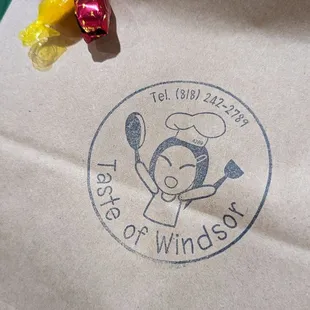 Tel. (818) 242-2789
Taste of Windsor